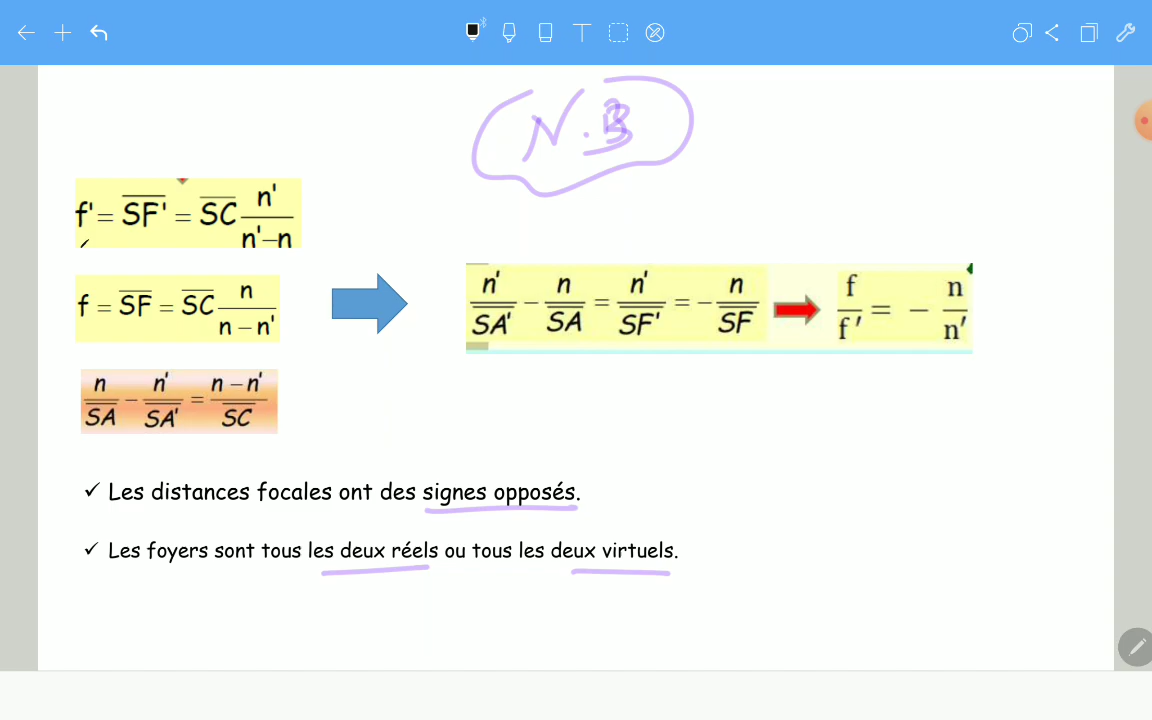 N.B
f' = SF' = SC n' / n'−n
f = SF = SC n / n − n'
n / SA − n' / SA' = n − n' / SC
n' / SA' − n / SA = n' / SF' = − n / SF
f / f' = − n / n'
✓ Les distances focales ont des signes opposés.
✓ Les foyers sont tous les deux réels ou tous les deux virtuels.